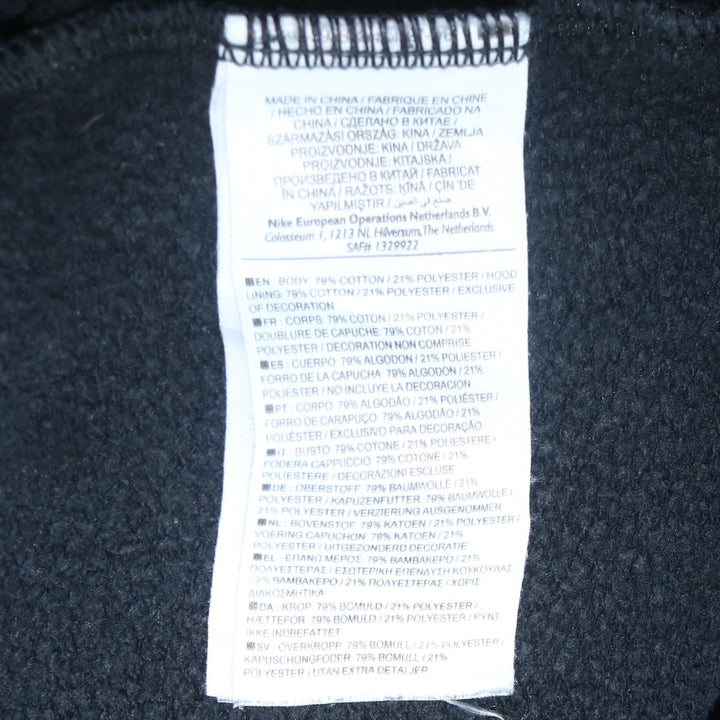 MADE IN CHINA / FABRIQUE EN CHINE
/ HECHO EN CHINA / FABRICADO NA
CHINA / СДЕЛАНО В КИТАЕ /
SZÁRMAZÁSI ORSZÁG: KÍNA / ZEMLJA
PROIZVODNJE: KINA / DRŽAVA
PROIZVODNJE: KITAJSKA /
ПРОИЗВЕДЕНО В КИТАЙ / FABRICAT
ÎN CHINA / RAŽOTS: ĶĪNĀ / ÇİN 'DE
YAPILMIŞTIR / صنع في الصين
Nike European Operations Netherlands B.V.
Colosseum 1, 1213 NL Hilversum, The Netherlands
SAF# 1329922
EN : BODY: 79% COTTON / 21% POLYESTER / HOOD
LINING: 79% COTTON / 21% POLYESTER / EXCLUSIVE
OF DECORATION
FR : CORPS: 79% COTON / 21% POLYESTER /
DOUBLURE DE CAPUCHE: 79% COTON / 21%
POLYESTER / DECORATION NON COMPRISE
ES : CUERPO: 79% ALGODON / 21% POLIESTER /
FORRO DE LA CAPUCHA: 79% ALGODON / 21%
POLIESTER / NO INCLUYE LA DECORACION
PT : CORPO: 79% ALGODÃO / 21% POLIÉSTER /
FORRO DE CARAPUÇO: 79% ALGODÃO / 21%
POLIÉSTER / EXCLUSIVO PARA DECORAÇÃO
IT : BUSTO: 79% COTONE / 21% POLIESTERE /
FODERA CAPPUCCIO: 79% COTONE / 21%
POLIESTERE / DECORAZIONI ESCLUSE
DE : OBERSTOFF: 79% BAUMWOLLE / 21%
POLYESTER / KAPUZENFUTTER: 79% BAUMWOLLE /
21% POLYESTER / VERZIERUNG AUSGENOMMEN
NL : BOVENSTOF: 79% KATOEN / 21% POLYESTER /
VOERING CAPUCHON: 79% KATOEN / 21%
POLYESTER / UITGEZONDERD DECORATIE
EL : ΕΠΑΝΩ ΜΕΡΟΣ: 79% ΒΑΜΒΑΚΕΡΟ / 21%
ΠΟΛΥΕΣΤΕΡΑΣ / ΕΣΩΤΕΡΙΚΗ ΕΠΕΝΔΥΣΗ ΚΟΥΚΟΥΛΑΣ:
79% ΒΑΜΒΑΚΕΡΟ / 21% ΠΟΛΥΕΣΤΕΡΑΣ / ΧΩΡΙΣ
ΔΙΑΚΟΣΜΗΤΙΚΑ
DA : KROP: 79% BOMULD / 21% POLYESTER /
HÆTTEFOR: 79% BOMULD / 21% POLYESTER / PYNT
IKKE INDBEFATTET
SV : OVERKROPP: 79% BOMULL / 21% POLYESTER /
KAPUSCHONGFODER: 79% BOMULL / 21%
POLYESTER / UTAN EXTRA DETALJER